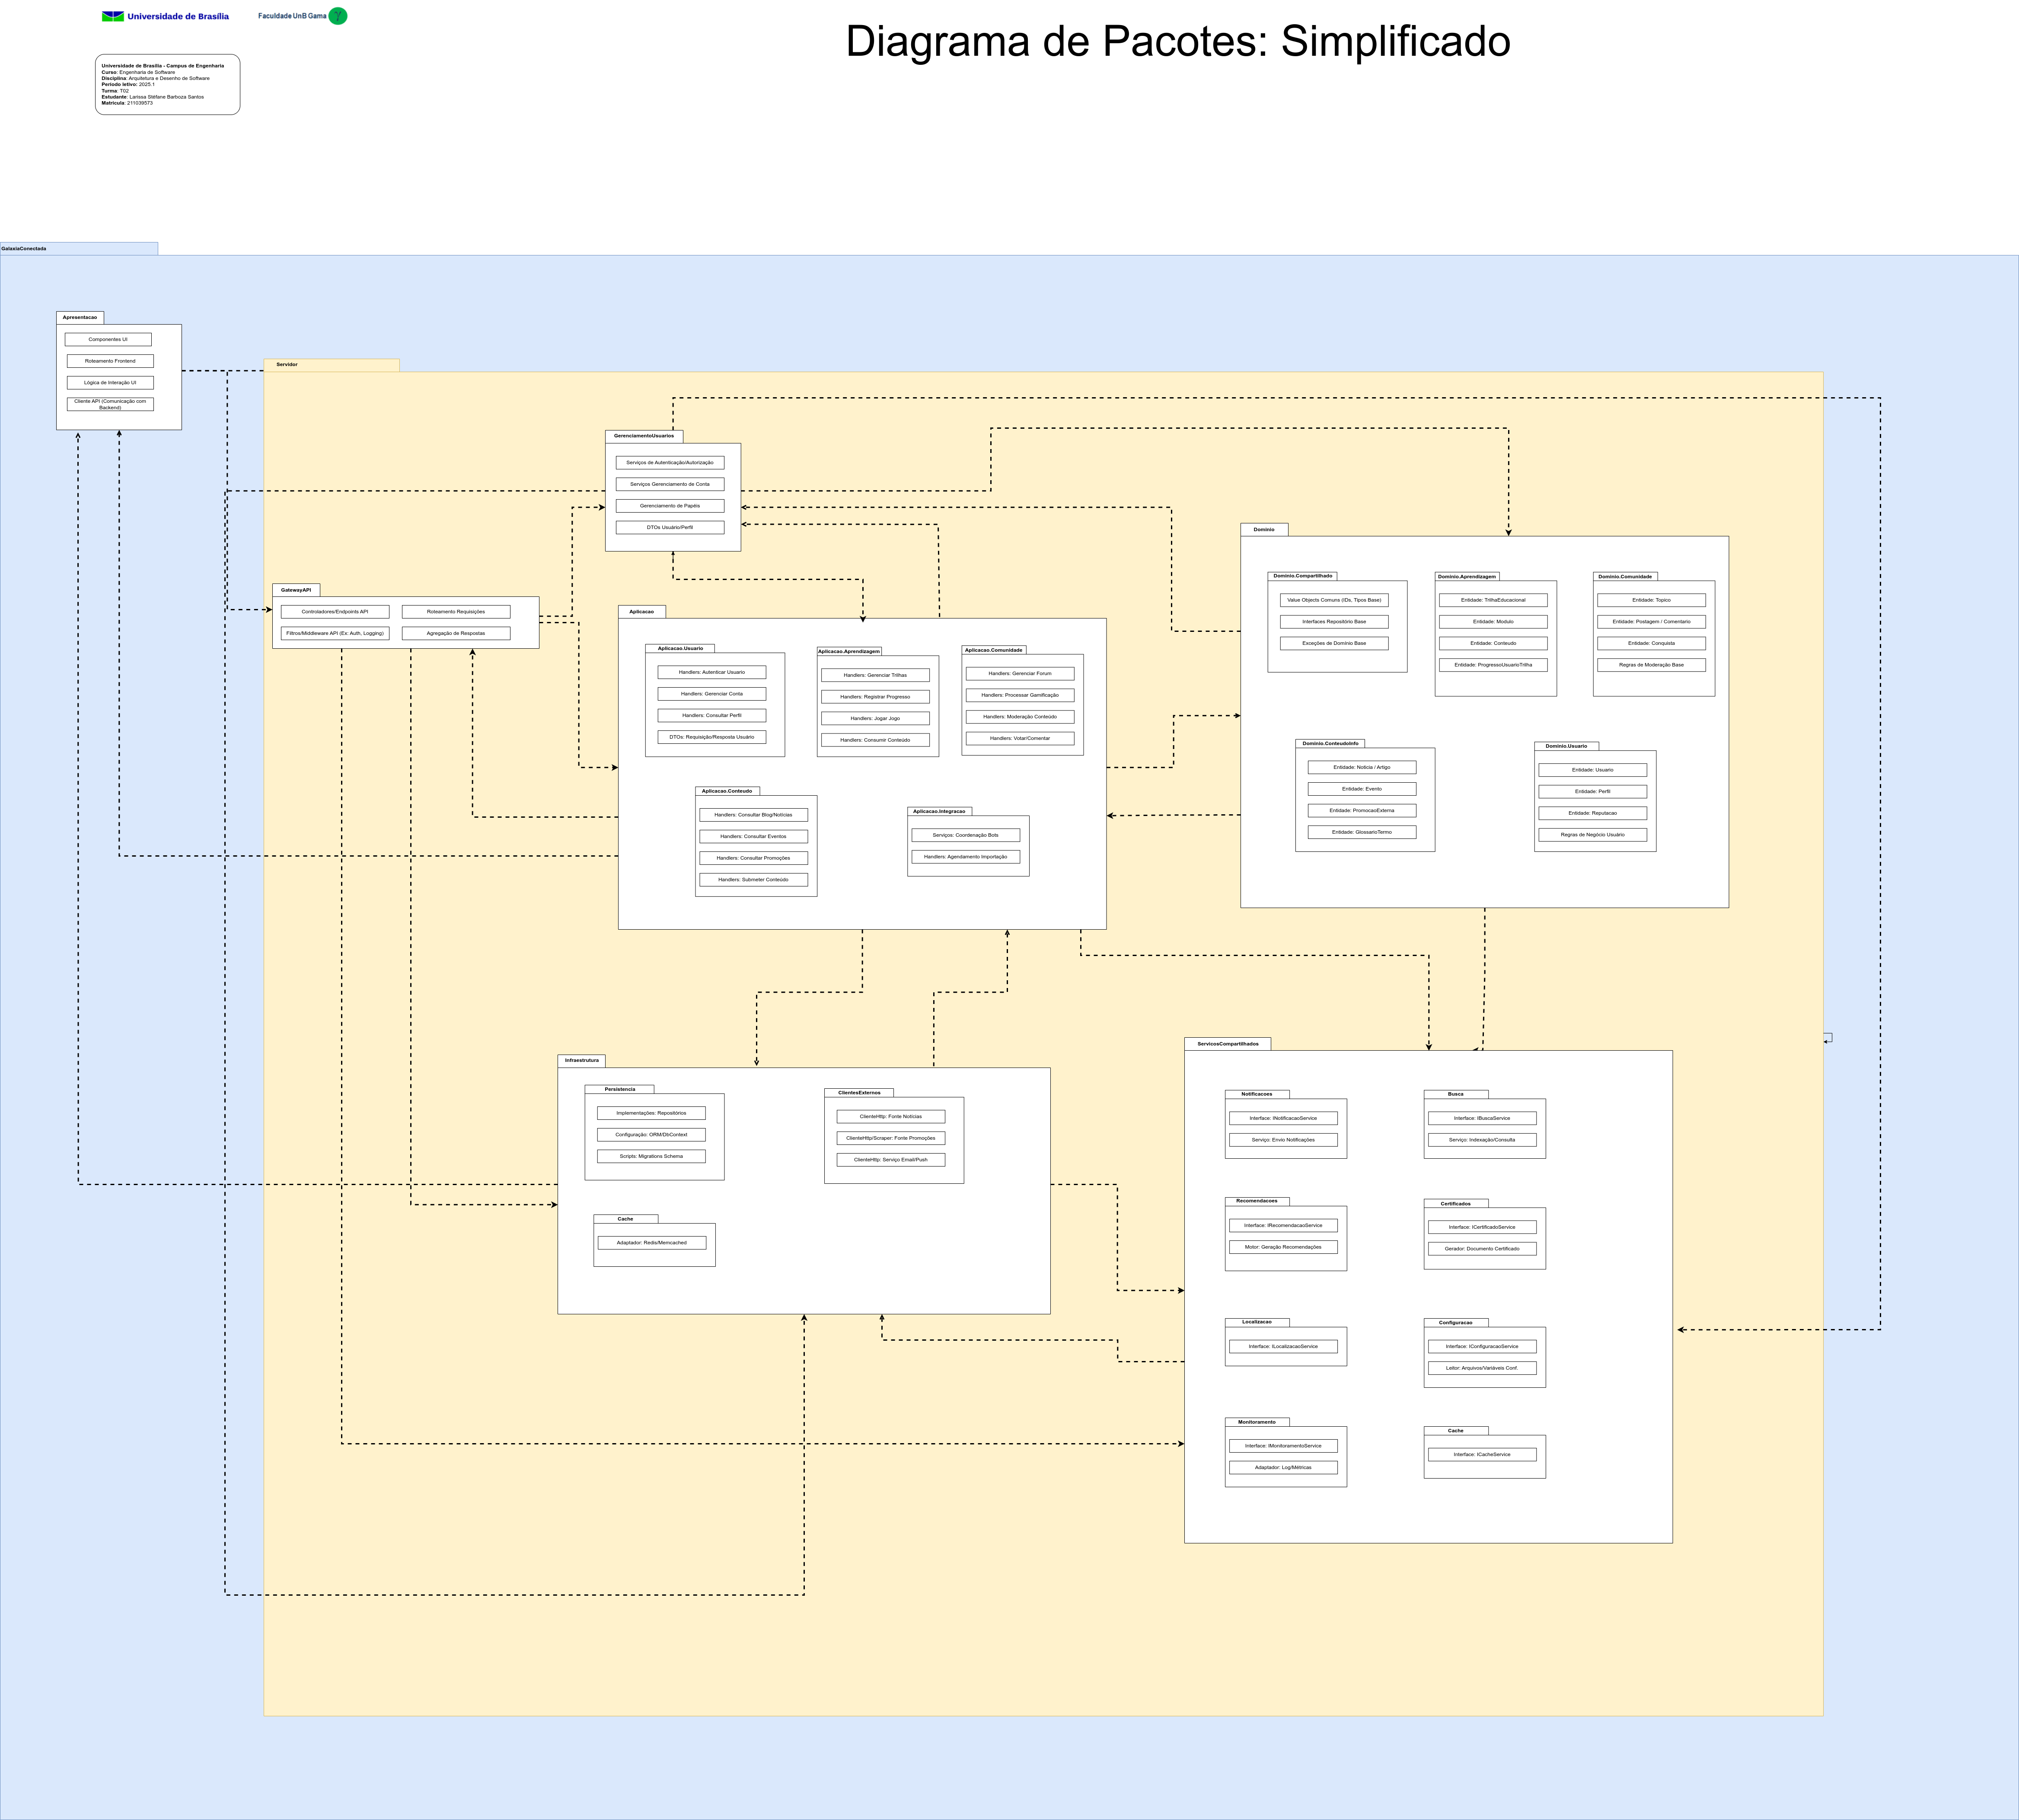 Universidade de Brasília
Faculdade UnB Gama
Diagrama de Pacotes: Simplificado
Universidade de Brasília - Campus de Engenharia
Curso: Engenharia de Software
Disciplina: Arquitetura e Desenho de Software
Período letivo: 2025.1
Turma: T02
Estudante: Larissa Stéfane Barboza Santos
Matrícula: 211039573
GalaxiaConectada
Apresentacao
Componentes UI
Roteamento Frontend
Lógica de Interação UI
Cliente API (Comunicação com
Backend)
Servidor
GerenciamentoUsuarios
Serviços de Autenticação/Autorização
Serviços Gerenciamento de Conta
Gerenciamento de Papéis
DTOs Usuário/Perfil
GatewayAPI
Controladores/Endpoints API
Roteamento Requisições
Filtros/Middleware API (Ex: Auth, Logging)
Agregação de Respostas
Aplicacao
Aplicacao.Usuario
Handlers: Autenticar Usuario
Handlers: Gerenciar Conta
Handlers: Consultar Perfil
DTOs: Requisição/Resposta Usuário
Aplicacao.Aprendizagem
Handlers: Gerenciar Trilhas
Handlers: Registrar Progresso
Handlers: Jogar Jogo
Handlers: Consumir Conteúdo
Aplicacao.Comunidade
Handlers: Gerenciar Forum
Handlers: Processar Gamificação
Handlers: Moderação Conteúdo
Handlers: Votar/Comentar
Aplicacao.Conteudo
Handlers: Consultar Blog/Notícias
Handlers: Consultar Eventos
Handlers: Consultar Promoções
Handlers: Submeter Conteúdo
Aplicacao.Integracao
Serviços: Coordenação Bots
Handlers: Agendamento Importação
Dominio
Dominio.Compartilhado
Value Objects Comuns (IDs, Tipos Base)
Interfaces Repositório Base
Exceções de Domínio Base
Dominio.Aprendizagem
Entidade: TrilhaEducacional
Entidade: Modulo
Entidade: Conteudo
Entidade: ProgressoUsuarioTrilha
Dominio.Comunidade
Entidade: Topico
Entidade: Postagem / Comentario
Entidade: Conquista
Regras de Moderação Base
Dominio.ConteudoInfo
Entidade: Noticia / Artigo
Entidade: Evento
Entidade: PromocaoExterna
Entidade: GlossarioTermo
Dominio.Usuario
Entidade: Usuario
Entidade: Perfil
Entidade: Reputacao
Regras de Negócio Usuário
Infraestrutura
Persistencia
Implementações: Repositórios
Configuração: ORM/DbContext
Scripts: Migrations Schema
ClientesExternos
ClienteHttp: Fonte Notícias
ClienteHttp/Scraper: Fonte Promoções
ClienteHttp: Serviço Email/Push
Cache
Adaptador: Redis/Memcached
ServicosCompartilhados
Notificacoes
Interface: INotificacaoService
Serviço: Envio Notificações
Busca
Interface: IBuscaService
Serviço: Indexação/Consulta
Recomendacoes
Interface: IRecomendacaoService
Motor: Geração Recomendações
Certificados
Interface: ICertificadoService
Gerador: Documento Certificado
Localizacao
Interface: ILocalizacaoService
Configuracao
Interface: IConfiguracaoService
Leitor: Arquivos/Variáveis Conf.
Monitoramento
Interface: IMonitoramentoService
Adaptador: Log/Métricas
Cache
Interface: ICacheService